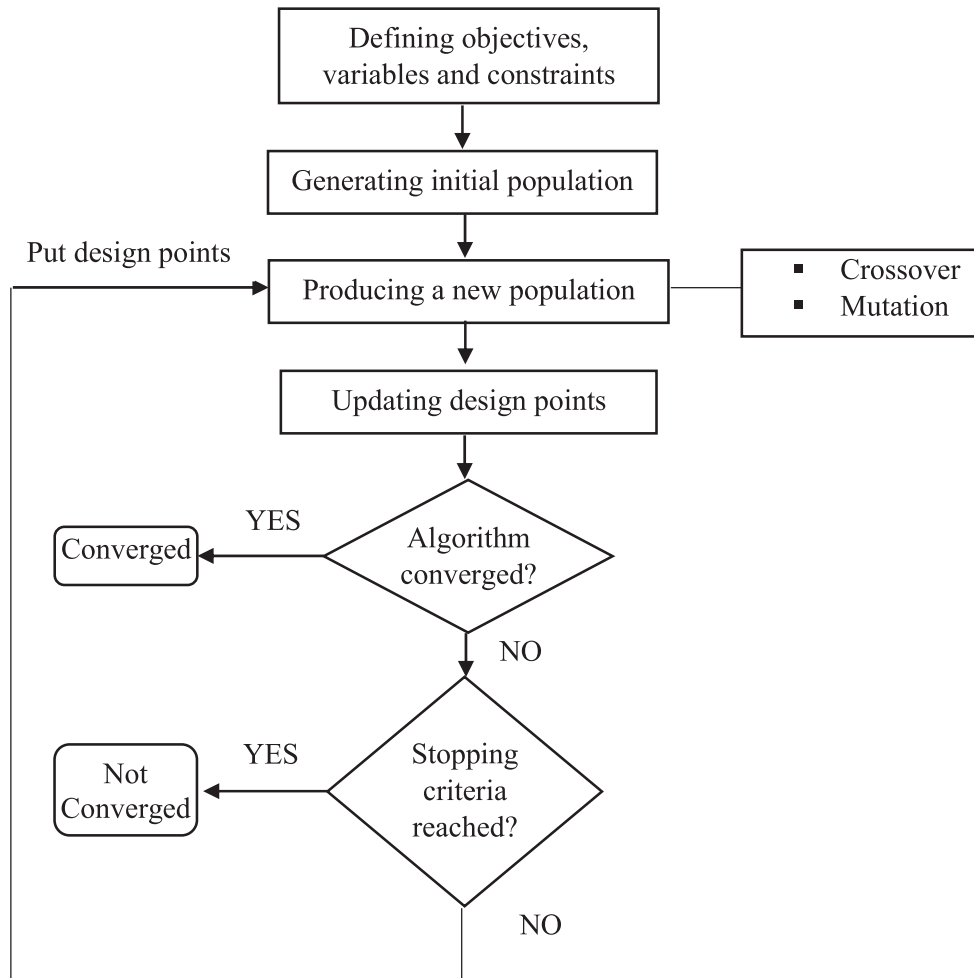 Defining objectives,
variables and constraints
Generating initial population
Put design points
Producing a new population
▪ Crossover
▪ Mutation
Updating design points
YES
Converged
Algorithm
converged?
NO
YES
Not
Converged
Stopping
criteria
reached?
NO